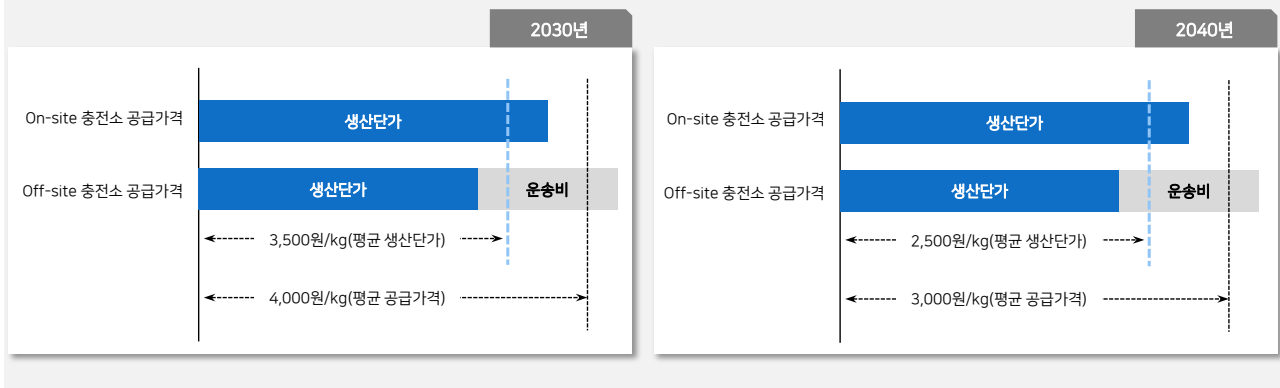 2030년
On-site 충전소 공급가격
생산단가
Off-site 충전소 공급가격
생산단가
운송비
3,500원/kg(평균 생산단가)
4,000원/kg(평균 공급가격)
2040년
On-site 충전소 공급가격
생산단가
Off-site 충전소 공급가격
생산단가
운송비
2,500원/kg(평균 생산단가)
3,000원/kg(평균 공급가격)